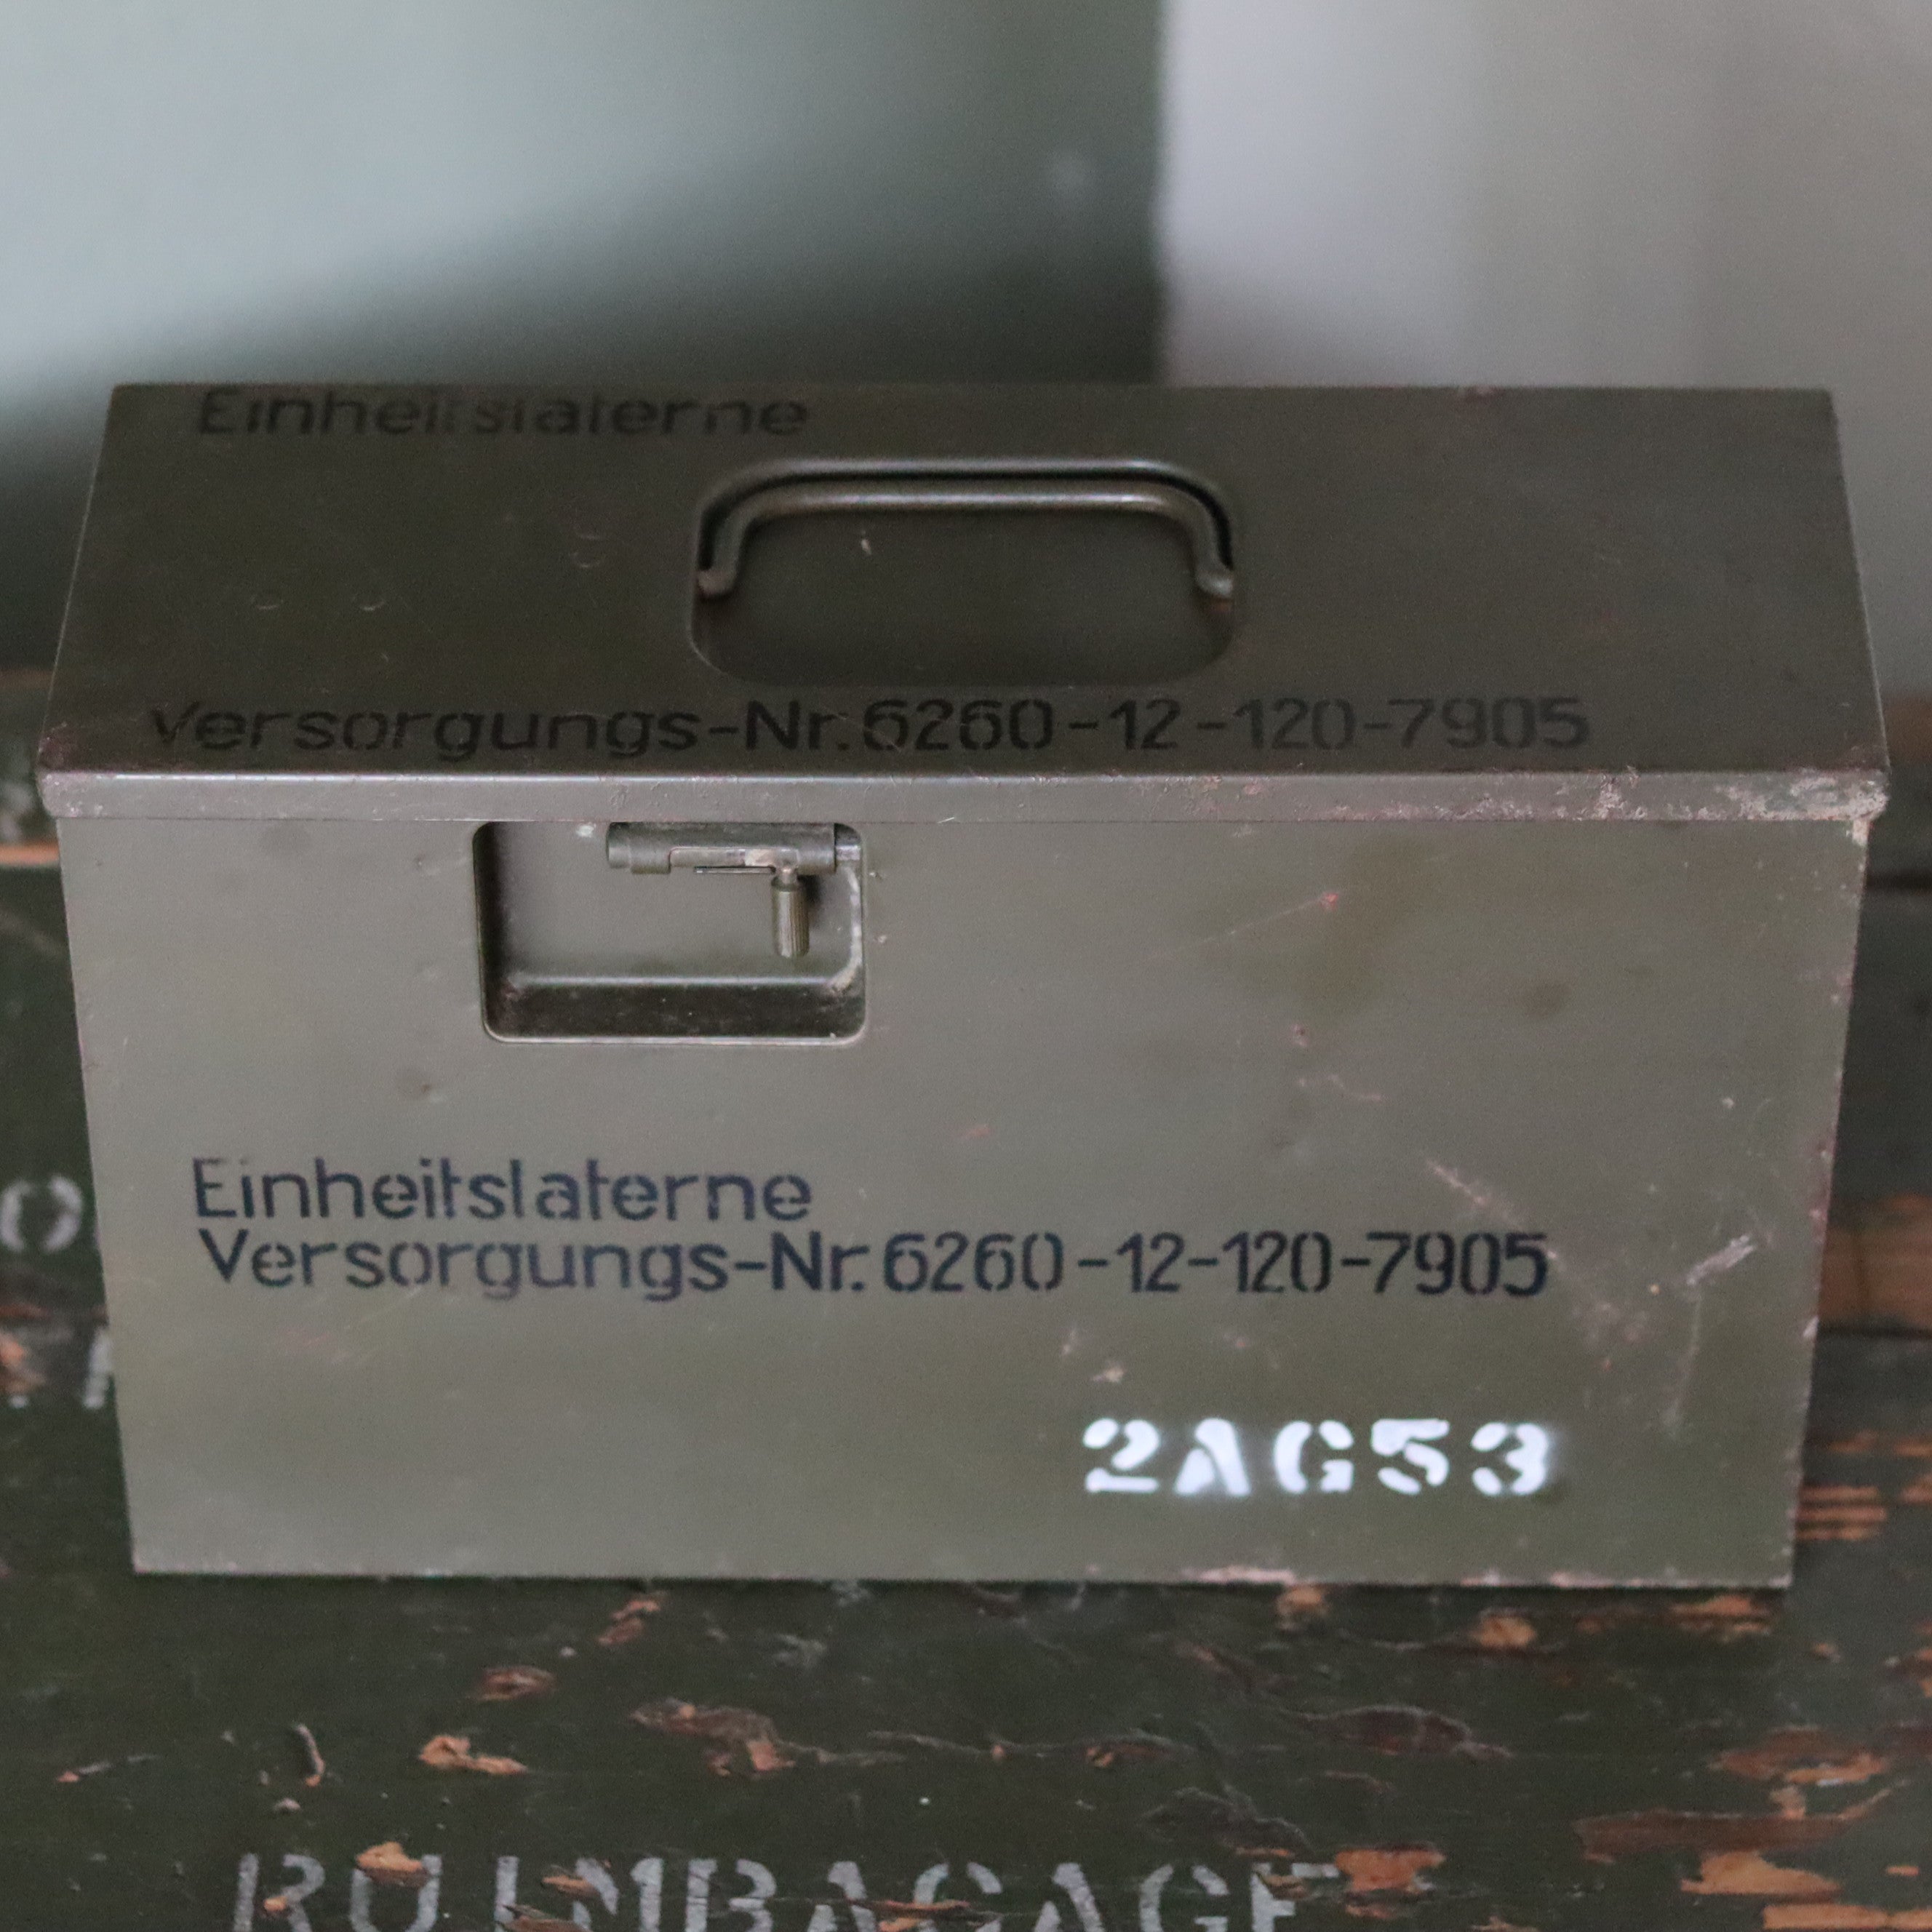 Einheitslaterne
Versorgungs-Nr. 6260-12-120-7905
Einheitslaterne
Versorgungs-Nr. 6260-12-120-7905
2AG53